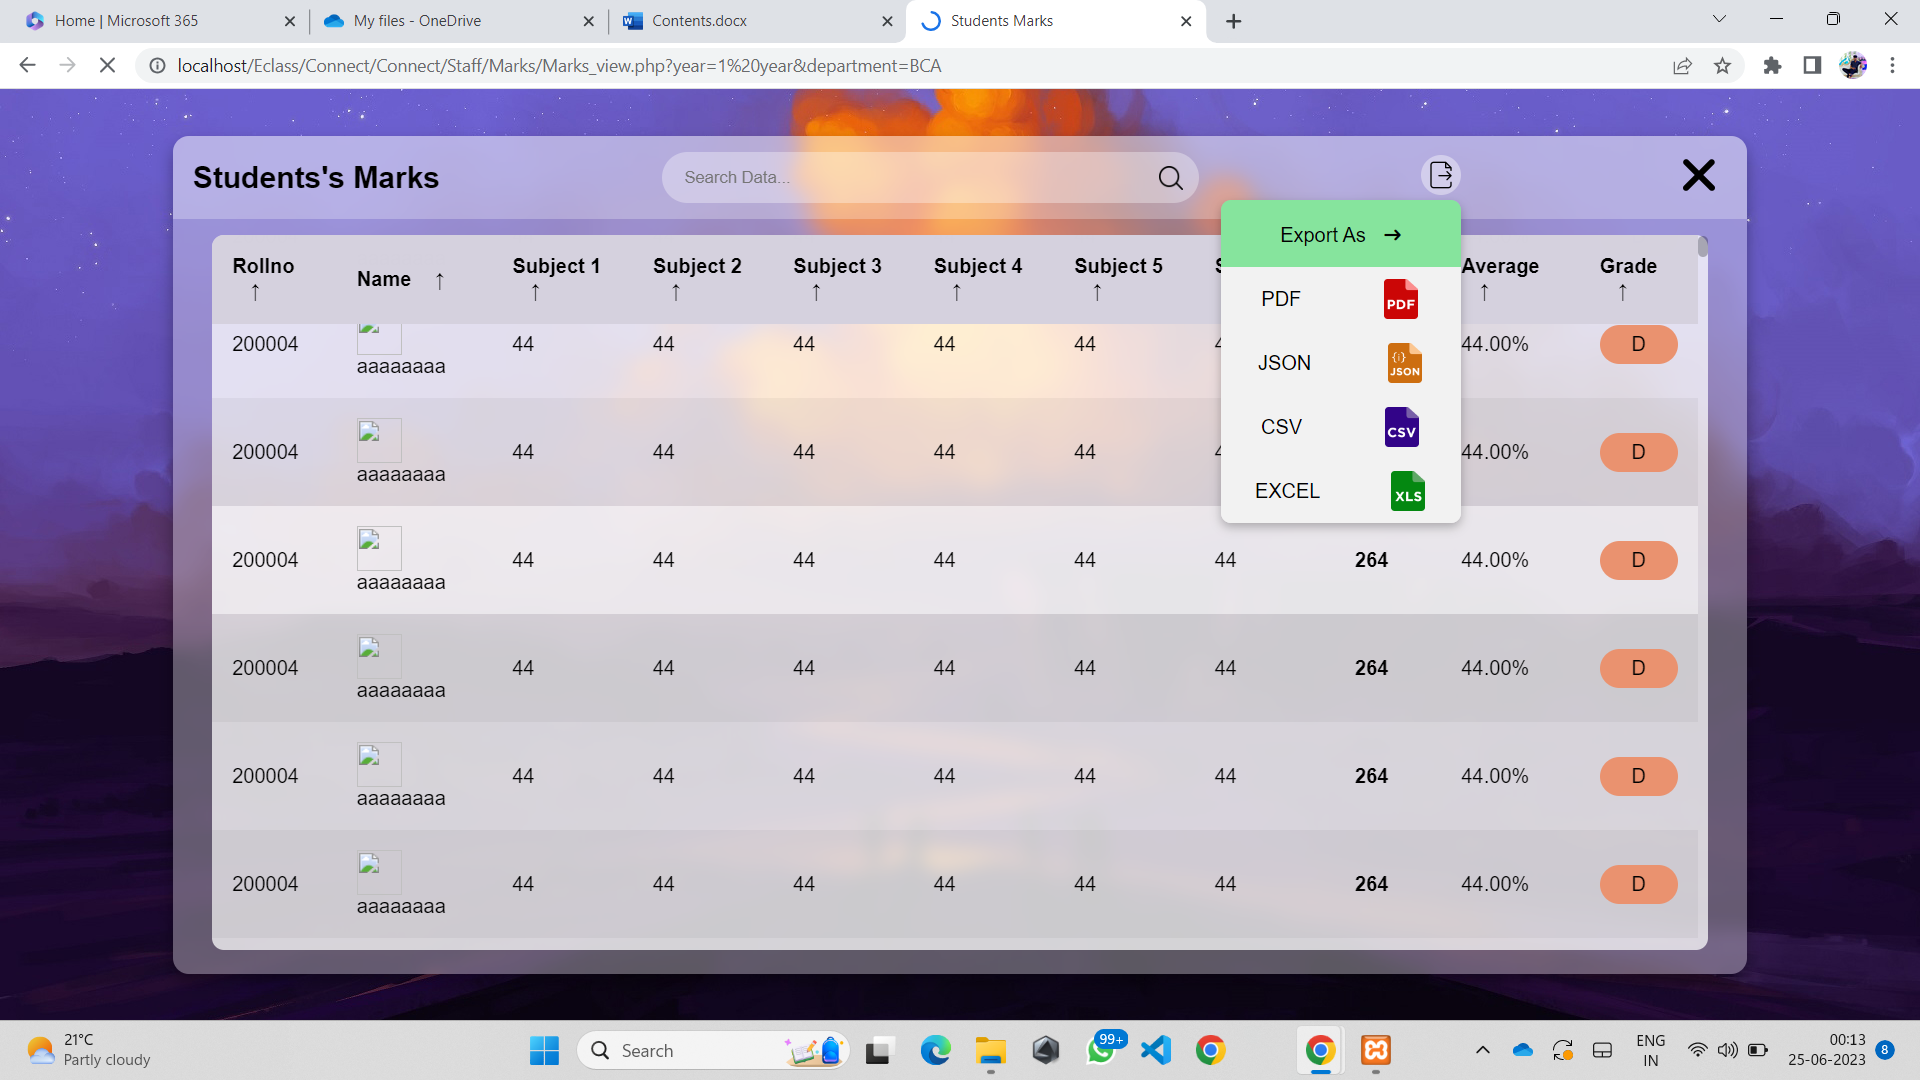 Home | Microsoft 365
My files - OneDrive
Contents.docx
Students Marks
localhost/Eclass/Connect/Connect/Staff/Marks/Marks_view.php?year=1%20year&department=BCA
Students's Marks
Search Data...
Export As →
PDF PDF
JSON {i} JSON
CSV CSV
EXCEL XLS
Rollno ↑ Name ↑ Subject 1 ↑ Subject 2 ↑ Subject 3 ↑ Subject 4 ↑ Subject 5 ↑ Average ↑ Grade ↑
200004 aaaaaaaa 44 44 44 44 44 44.00% D
200004 aaaaaaaa 44 44 44 44 44 44.00% D
200004 aaaaaaaa 44 44 44 44 44 44 264 44.00% D
200004 aaaaaaaa 44 44 44 44 44 44 264 44.00% D
200004 aaaaaaaa 44 44 44 44 44 44 264 44.00% D
200004 aaaaaaaa 44 44 44 44 44 44 264 44.00% D
21°C
Partly cloudy
Search
99+
ENG
IN
00:13
25-06-2023
8